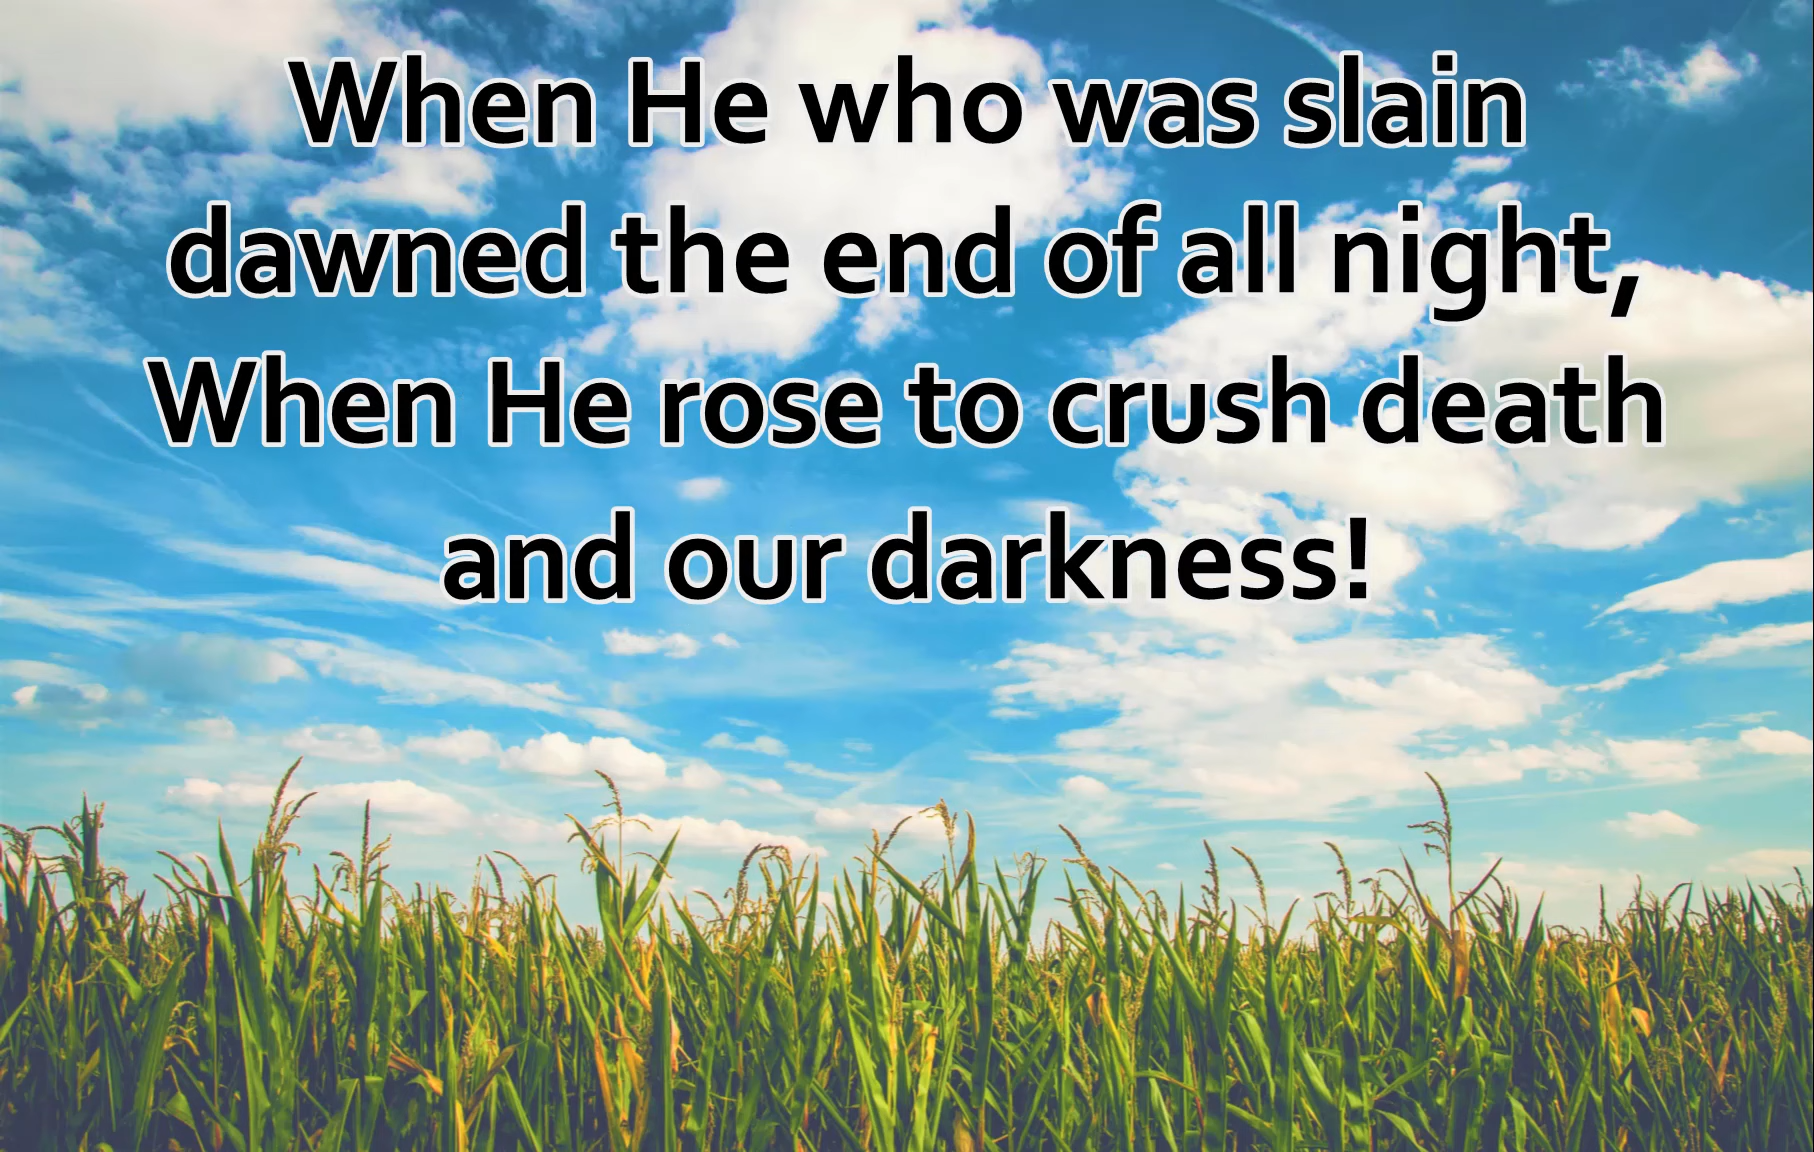 When He who was slain
dawned the end of all night,
When He rose to crush death
and our darkness!